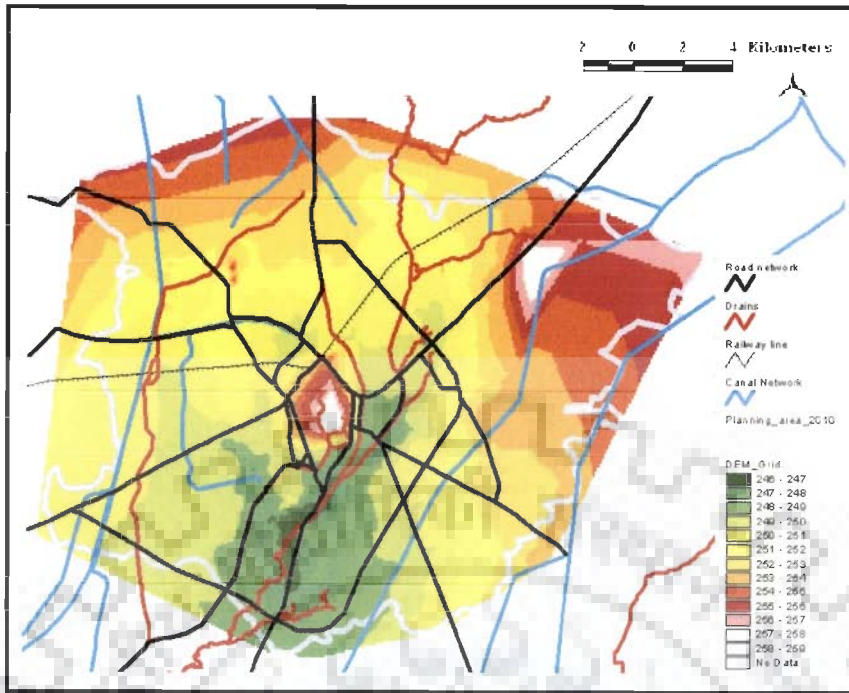 2 0 2 4 Kilometers
Road network
Drains
Railway line
Canal Network
Planning_area_2010
DEM_Grid
246 - 247
247 - 248
248 - 249
249 - 250
250 - 251
251 - 252
252 - 253
253 - 254
254 - 255
255 - 256
256 - 257
257 - 258
258 - 259
No Data